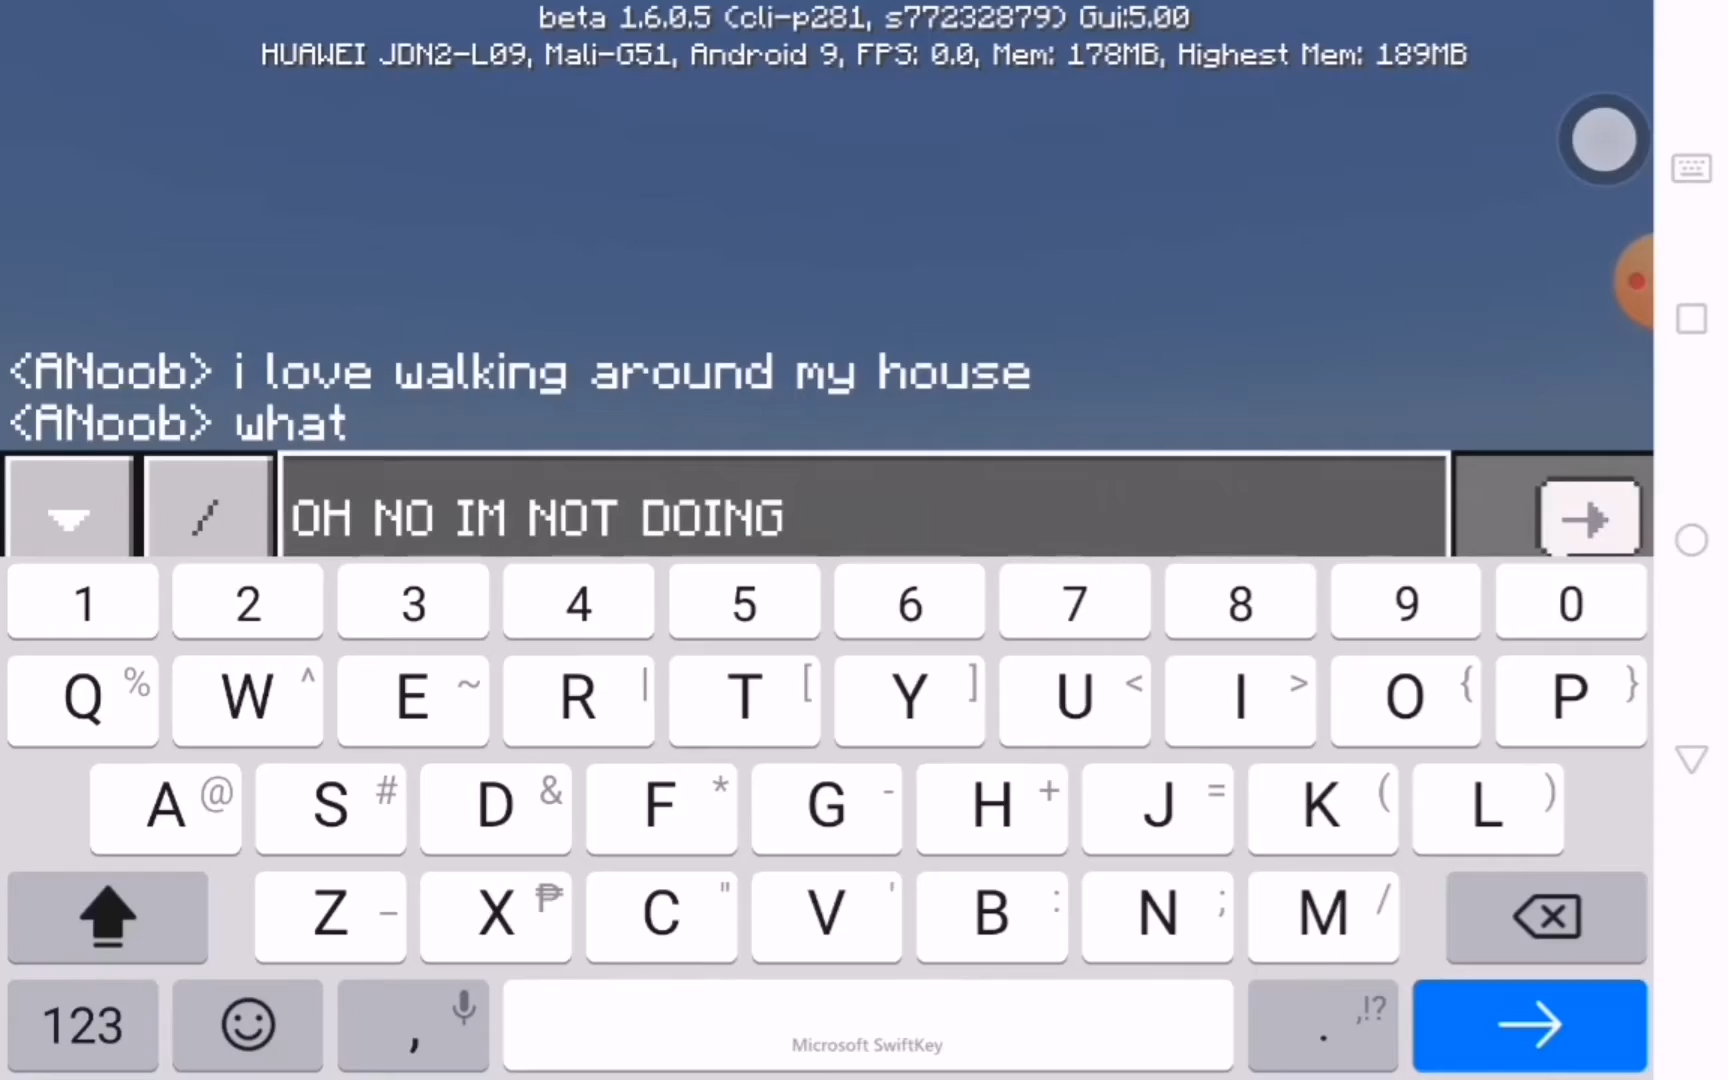 beta 1.6.0.5 (cli-p281, s77232879) Gui:5.00
HUAWEI JDN2-L09, Mali-G51, Android 9, FPS: 0.0, Mem: 178MB, Highest Mem: 189MB
<ANoob> i love walking around my house
<ANoob> what
/ OH NO IM NOT DOING
1 2 3 4 5 6 7 8 9 0
Q % W ^ E ~ R | T [ Y ] U < I > O { P }
A @ S # D & F * G - H + J = K ( L )
Z _ X ₱ C " V ' B : N ; M /
123 , Microsoft SwiftKey . ,!?